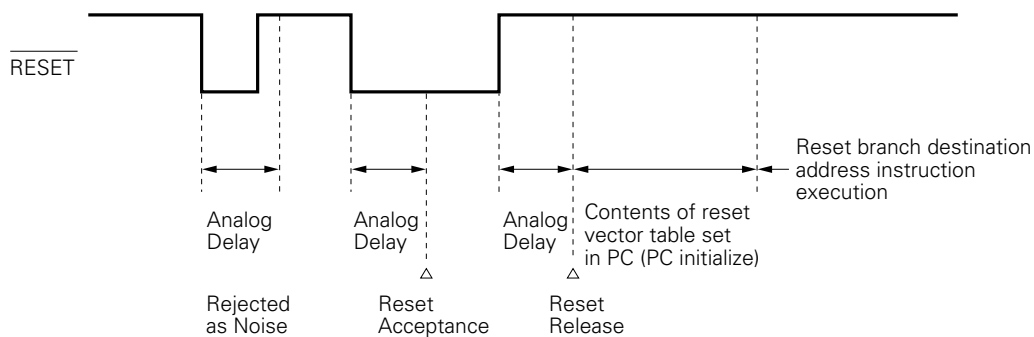 RESET
Reset branch destination
address instruction
execution
Analog
Delay
Analog
Delay
Analog
Delay
Contents of reset
vector table set
in PC (PC initialize)
Rejected
as Noise
Reset
Acceptance
Reset
Release